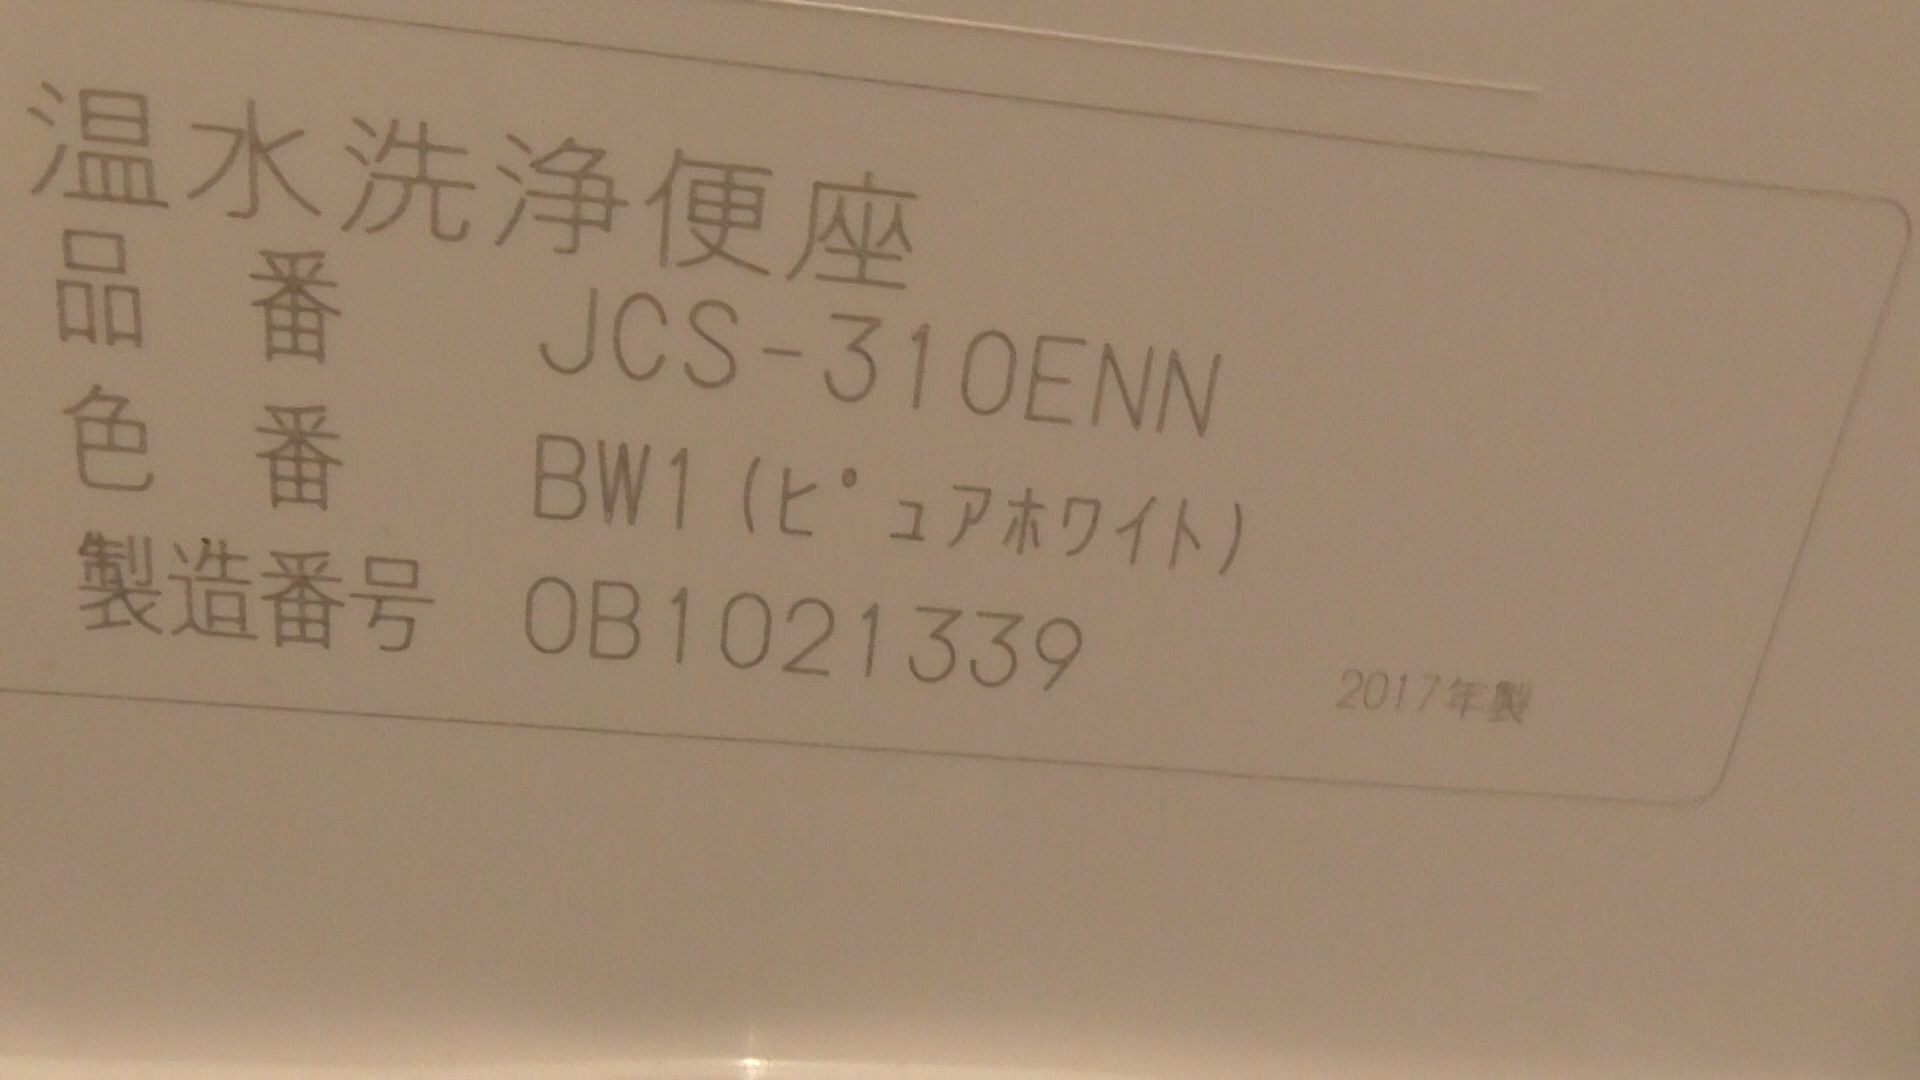 温水洗浄便座
品番 JCS-310ENN
色番 BW1(ピュアホワイト)
製造番号 0B1021339
2017年製